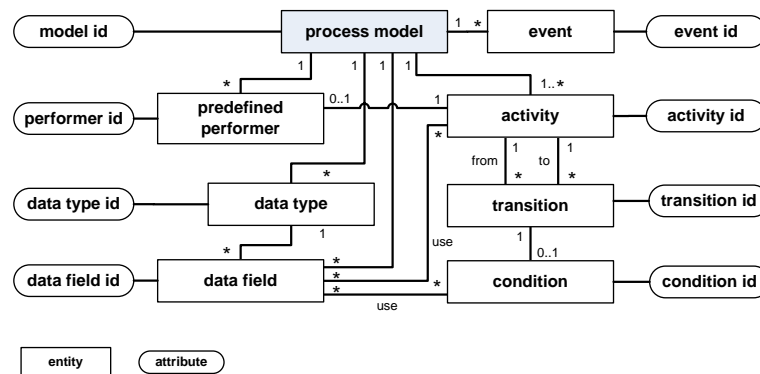 model id
process model
1
*
event
event id
1
1
1
1
*
1..*
performer id
predefined
performer
0..1
1
activity
activity id
*
1
1
from
to
*
*
*
data type id
data type
transition
transition id
1
1
use
*
0..1
data field id
data field
*
*
*
*
condition
condition id
use
entity
attribute